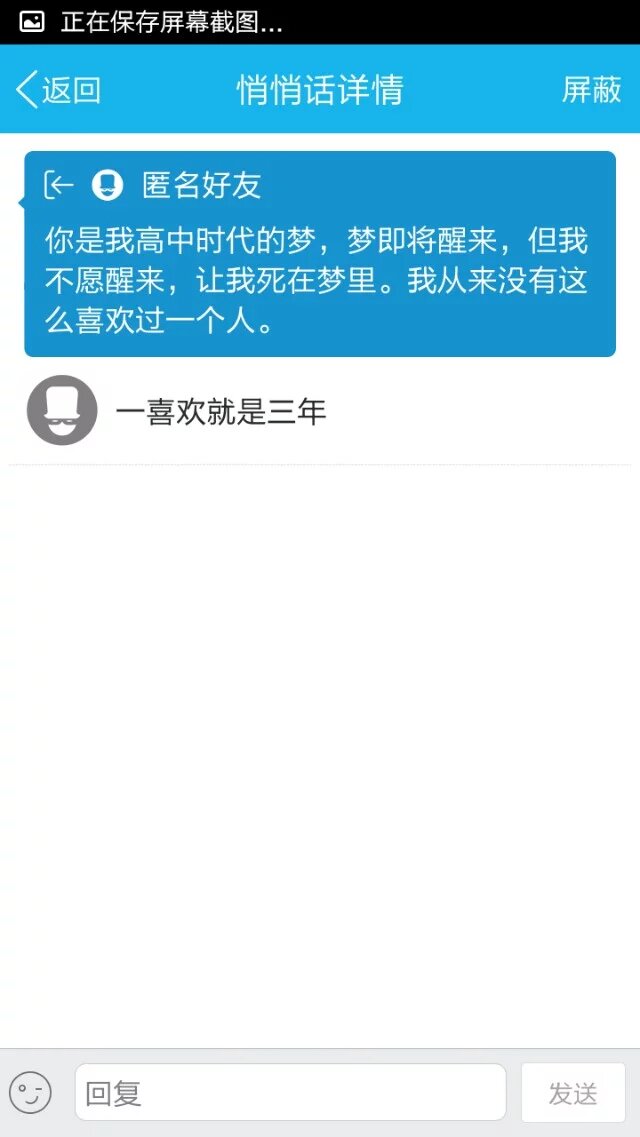 正在保存屏幕截图...
返回
悄悄话详情
屏蔽
匿名好友
你是我高中时代的梦，梦即将醒来，但我
不愿醒来，让我死在梦里。我从来没有这
么喜欢过一个人。
一喜欢就是三年
回复
发送